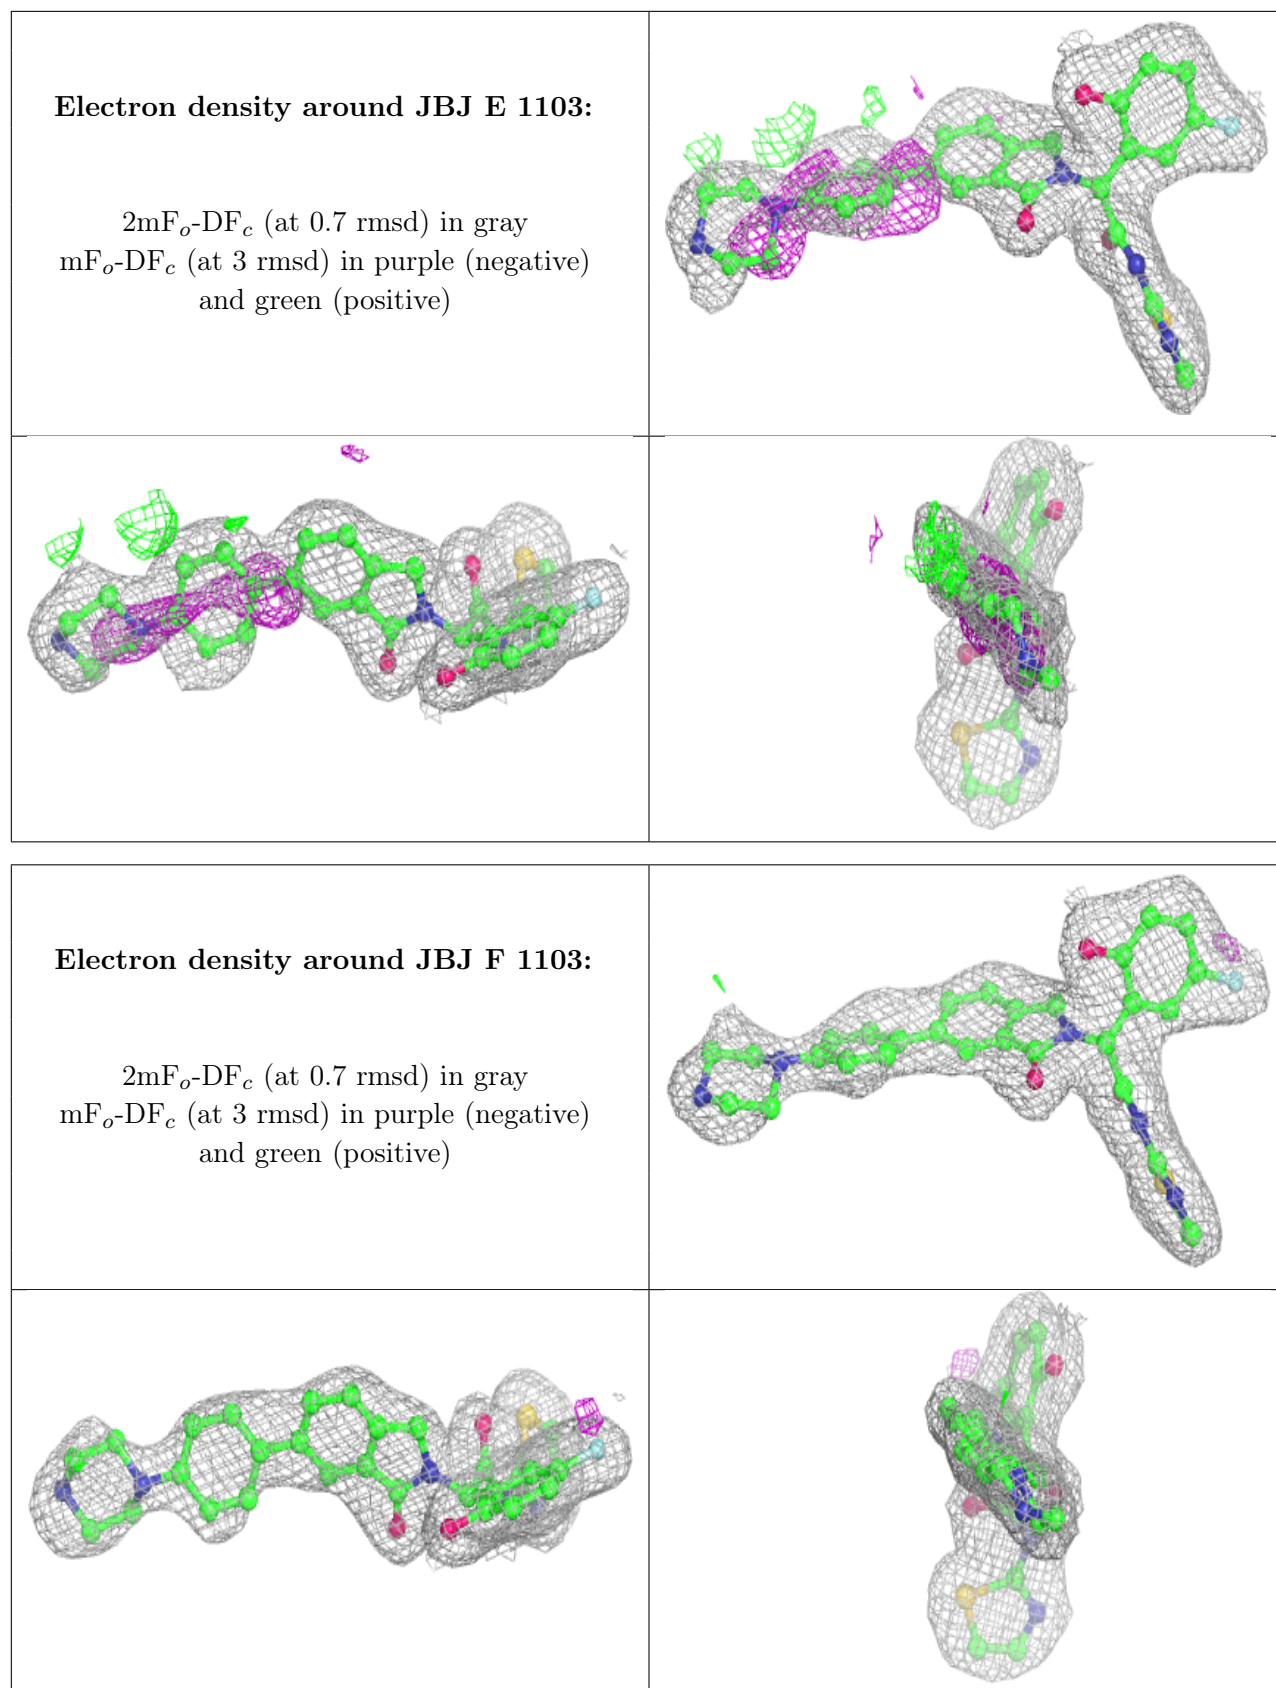 Electron density around JBJ E 1103:
2mFo-DFc (at 0.7 rmsd) in gray
mFo-DFc (at 3 rmsd) in purple (negative)
and green (positive)
Electron density around JBJ F 1103:
2mFo-DFc (at 0.7 rmsd) in gray
mFo-DFc (at 3 rmsd) in purple (negative)
and green (positive)